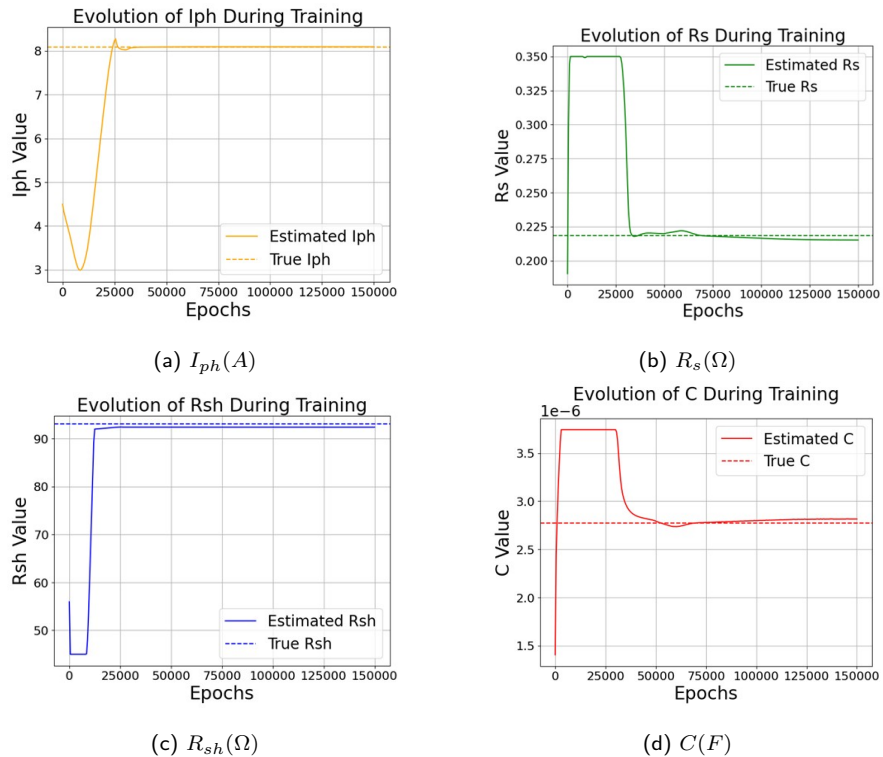 Evolution of Iph During Training
Iph Value
8
7
6
5
4
3
Estimated Iph
True Iph
0 25000 50000 75000 100000 125000 150000
Epochs
(a) I_{ph}(A)
Evolution of Rs During Training
Rs Value
0.350
0.325
0.300
0.275
0.250
0.225
0.200
Estimated Rs
True Rs
0 25000 50000 75000 100000 125000 150000
Epochs
(b) R_s(Ω)
Evolution of Rsh During Training
Rsh Value
90
80
70
60
50
Estimated Rsh
True Rsh
0 25000 50000 75000 100000 125000 150000
Epochs
(c) R_{sh}(Ω)
Evolution of C During Training
1e−6
C Value
3.5
3.0
2.5
2.0
1.5
Estimated C
True C
0 25000 50000 75000 100000 125000 150000
Epochs
(d) C(F)